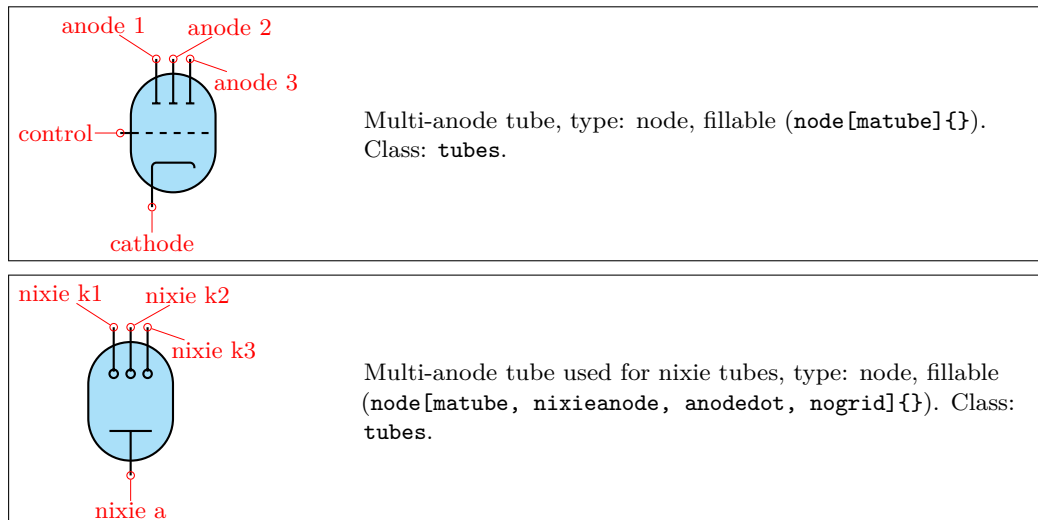 anode 1 anode 2
anode 3
control
cathode
Multi-anode tube, type: node, fillable (node[matube]{}).
Class: tubes.
nixie k1 nixie k2
nixie k3
nixie a
Multi-anode tube used for nixie tubes, type: node, fillable
(node[matube, nixieanode, anodedot, nogrid]{}). Class:
tubes.